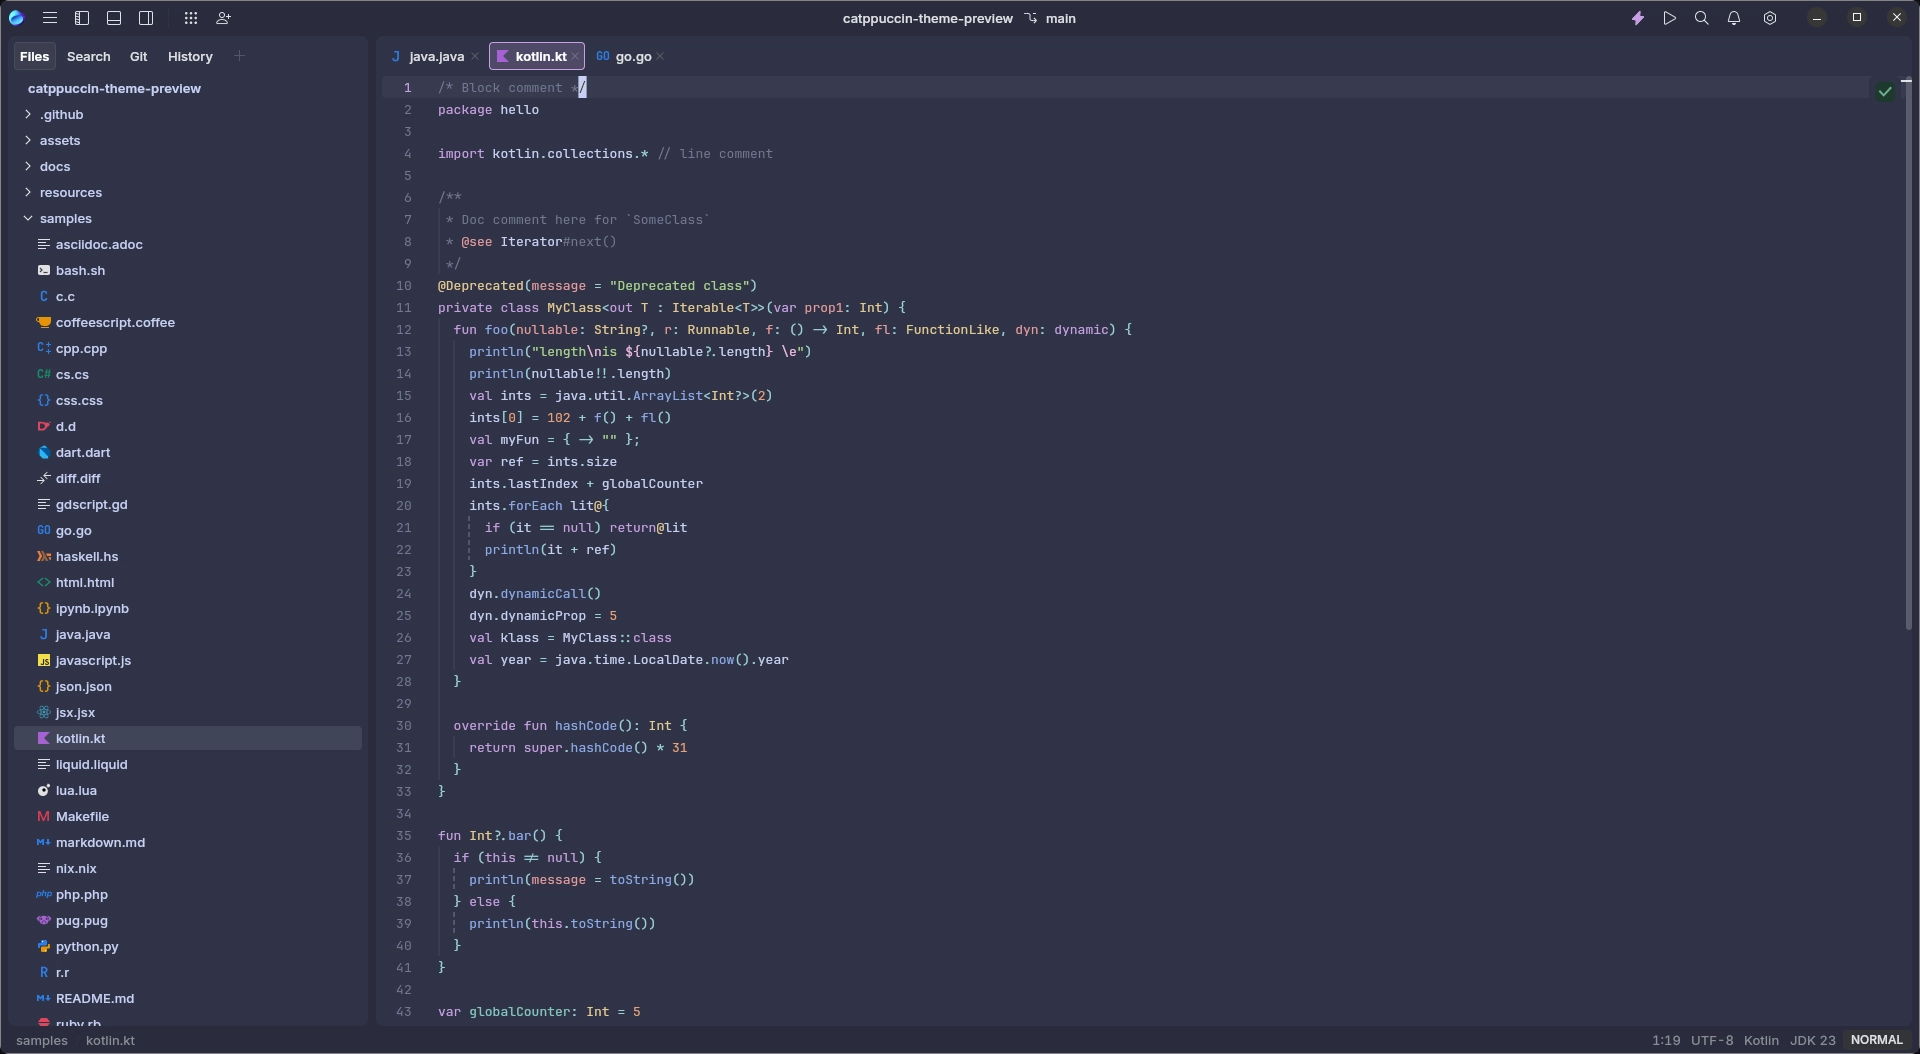 catppuccin-theme-preview main
Files Search Git History
catppuccin-theme-preview
.github
assets
docs
resources
samples
asciidoc.adoc
bash.sh
C c.c
coffeescript.coffee
cpp.cpp
C# cs.cs
{} css.css
d.d
dart.dart
diff.diff
gdscript.gd
GO go.go
haskell.hs
<> html.html
{} ipynb.ipynb
J java.java
JS javascript.js
{} json.json
jsx.jsx
kotlin.kt
liquid.liquid
lua.lua
M Makefile
M+ markdown.md
nix.nix
php php.php
pug.pug
python.py
R r.r
M+ README.md
ruby.rb
J java.java × kotlin.kt × GO go.go ×
1 /* Block comment */
2 package hello
3
4 import kotlin.collections.* // line comment
5
6 /**
7 * Doc comment here for `SomeClass`
8 * @see Iterator#next()
9 */
10 @Deprecated(message = "Deprecated class")
11 private class MyClass<out T : Iterable<T>>(var prop1: Int) {
12 fun foo(nullable: String?, r: Runnable, f: () -> Int, fl: FunctionLike, dyn: dynamic) {
13 println("length\nis ${nullable?.length} \e")
14 println(nullable!!.length)
15 val ints = java.util.ArrayList<Int?>(2)
16 ints[0] = 102 + f() + fl()
17 val myFun = { -> "" };
18 var ref = ints.size
19 ints.lastIndex + globalCounter
20 ints.forEach lit@{
21 if (it == null) return@lit
22 println(it + ref)
23 }
24 dyn.dynamicCall()
25 dyn.dynamicProp = 5
26 val klass = MyClass::class
27 val year = java.time.LocalDate.now().year
28 }
29
30 override fun hashCode(): Int {
31 return super.hashCode() * 31
32 }
33 }
34
35 fun Int?.bar() {
36 if (this != null) {
37 println(message = toString())
38 } else {
39 println(this.toString())
40 }
41 }
42
43 var globalCounter: Int = 5
samples / kotlin.kt 1:19 UTF-8 Kotlin JDK 23 NORMAL